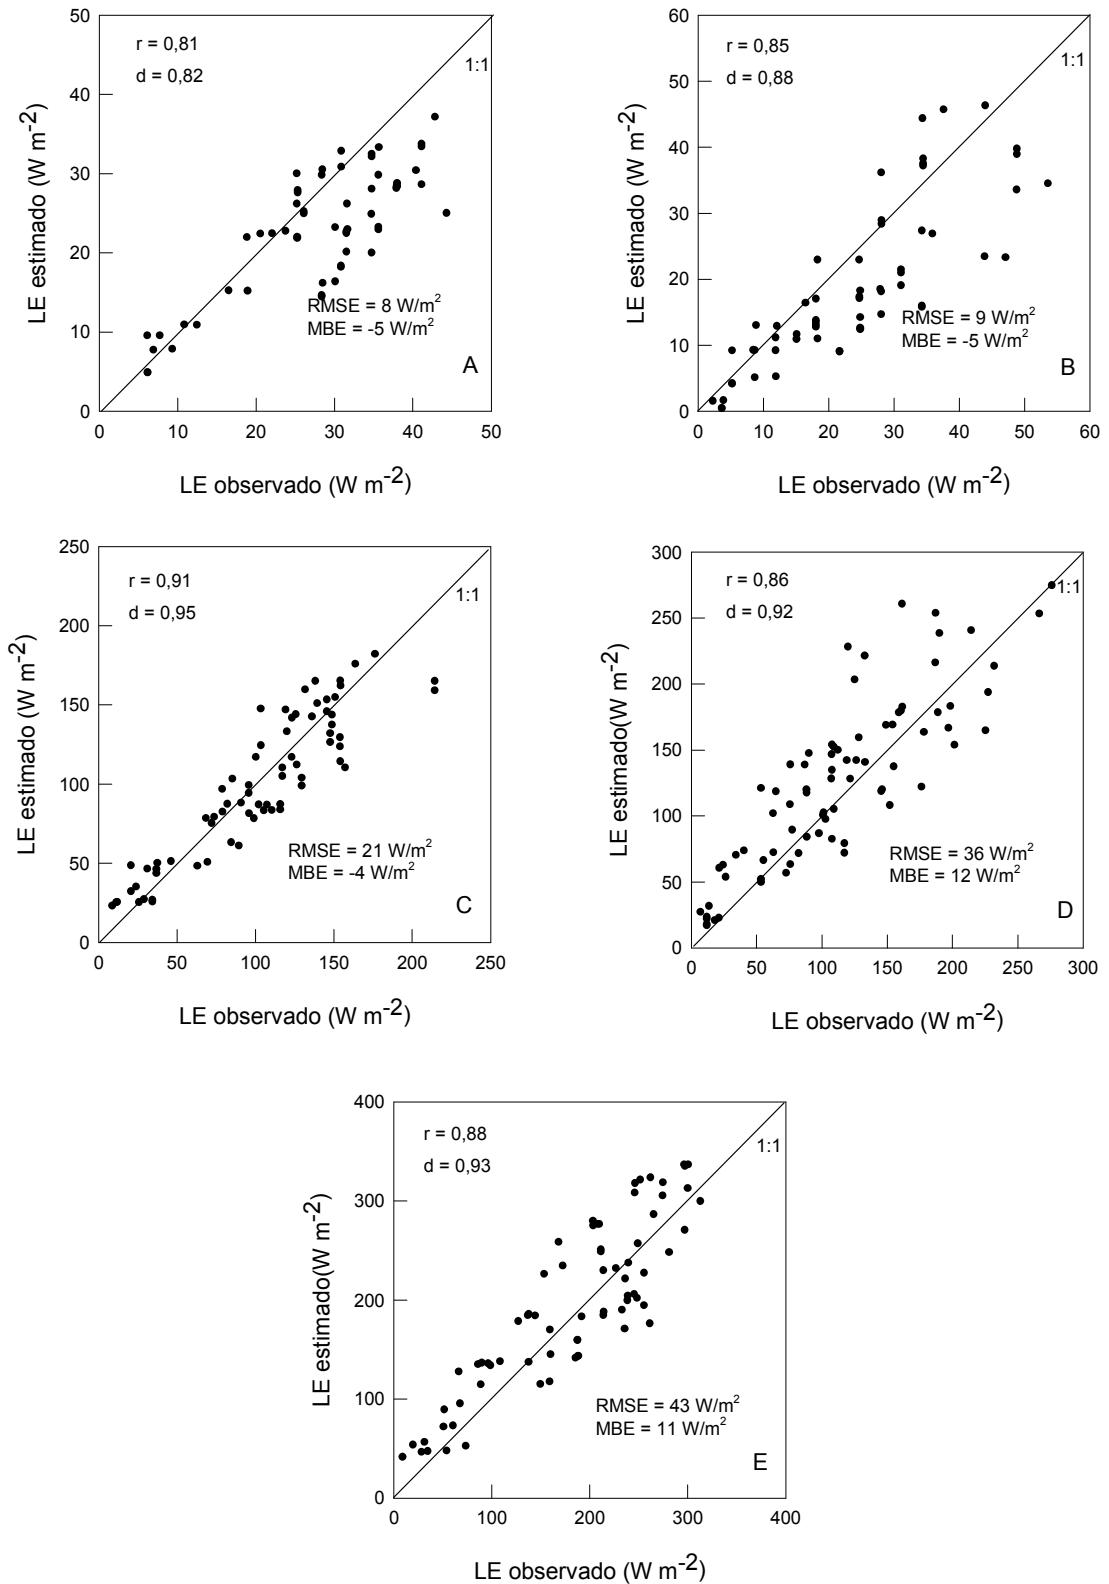 50
r = 0,81
d = 0,82
1:1
40
30
20
10
0
LE estimado (W m-2)
RMSE = 8 W/m2
MBE = -5 W/m2
A
0 10 20 30 40 50
LE observado (W m-2)
60
r = 0,85
d = 0,88
1:1
50
40
30
20
10
0
LE estimado (W m-2)
RMSE = 9 W/m2
MBE = -5 W/m2
B
0 10 20 30 40 50 60
LE observado (W m-2)
250
r = 0,91
d = 0,95
1:1
200
150
100
50
0
LE estimado (W m-2)
RMSE = 21 W/m2
MBE = -4 W/m2
C
0 50 100 150 200 250
LE observado (W m-2)
300
r = 0,86
d = 0,92
1:1
250
200
150
100
50
0
LE estimado(W m-2)
RMSE = 36 W/m2
MBE = 12 W/m2
D
0 50 100 150 200 250 300
LE observado (W m-2)
400
r = 0,88
d = 0,93
1:1
300
200
100
0
LE estimado(W m-2)
RMSE = 43 W/m2
MBE = 11 W/m2
E
0 100 200 300 400
LE observado (W m-2)